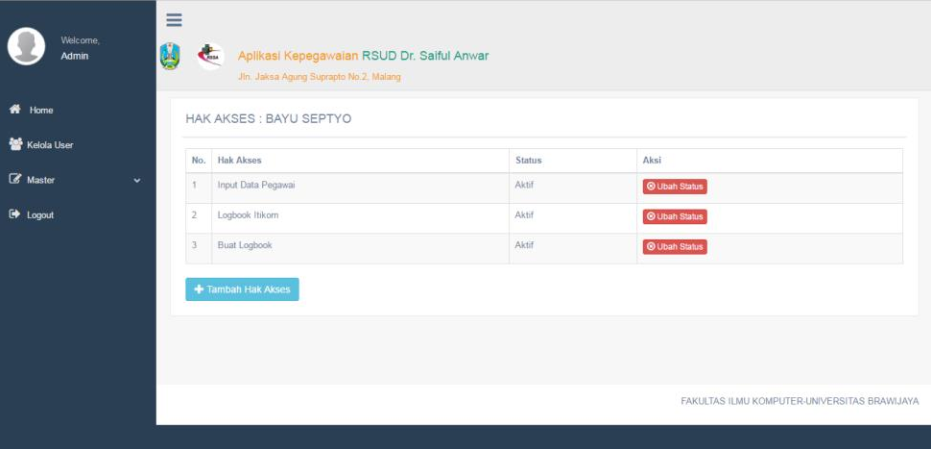 Welcome,
Admin
Home
Kelola User
Master
Logout
RSSA
Aplikasi Kepegawaian RSUD Dr. Saiful Anwar
Jln. Jaksa Agung Suprapto No.2, Malang
HAK AKSES : BAYU SEPTYO
No. Hak Akses Status Aksi
1 Input Data Pegawai Aktif Ubah Status
2 Logbook Itikom Aktif Ubah Status
3 Buat Logbook Aktif Ubah Status
Tambah Hak Akses
FAKULTAS ILMU KOMPUTER-UNIVERSITAS BRAWIJAYA